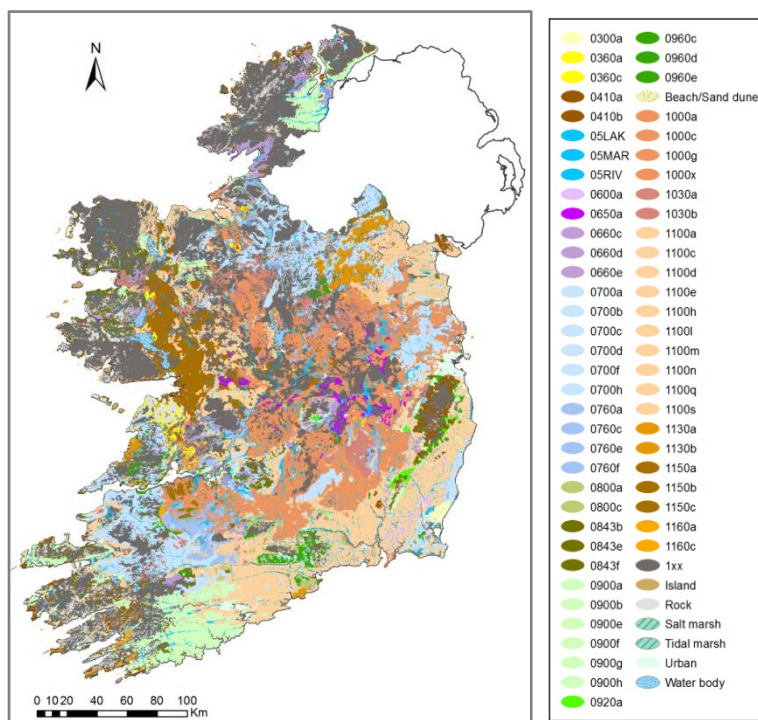 N
0 10 20 40 60 80 100
Km
0300a
0360a
0360c
0410a
0410b
05LAK
05MAR
05RIV
0600a
0650a
0660c
0660d
0660e
0700a
0700b
0700c
0700d
0700f
0700h
0760a
0760c
0760e
0760f
0800a
0800c
0843b
0843e
0843f
0900a
0900b
0900e
0900f
0900g
0900h
0920a
0960c
0960d
0960e
Beach/Sand dune
1000a
1000c
1000g
1000x
1030a
1030b
1100a
1100c
1100d
1100e
1100h
1100l
1100m
1100n
1100q
1100s
1130a
1130b
1150a
1150b
1150c
1160a
1160c
1xx
Island
Rock
Salt marsh
Tidal marsh
Urban
Water body